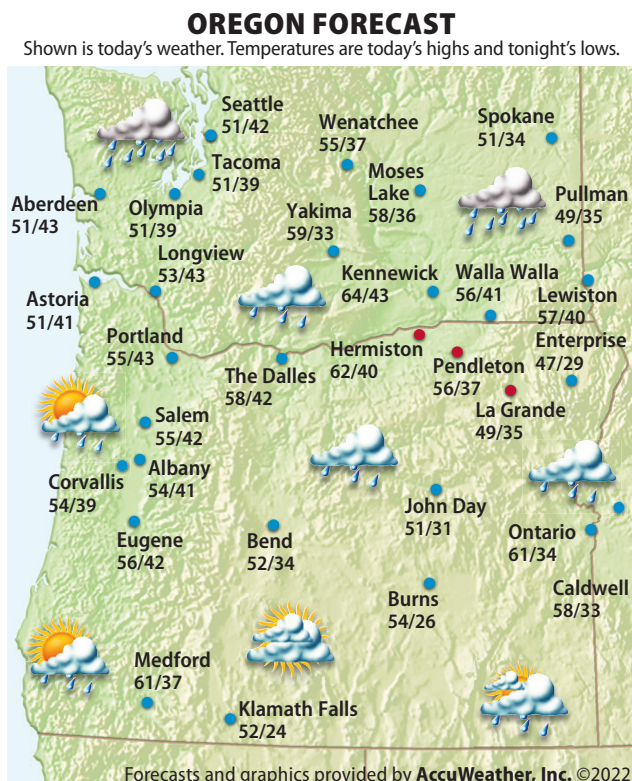 OREGON FORECAST
Shown is today's weather. Temperatures are today's highs and tonight's lows.
Seattle
51/42
Spokane
51/34
Wenatchee
55/37
Tacoma
51/39
Moses
Lake
58/36
Pullman
49/35
Aberdeen
51/43
Olympia
51/39
Yakima
59/33
Longview
53/43
Kennewick
64/43
Walla Walla
56/41
Lewiston
57/40
Astoria
51/41
Portland
55/43
The Dalles
58/42
Hermiston
62/40
Pendleton
56/37
Enterprise
47/29
La Grande
49/35
Salem
55/42
Albany
54/41
Corvallis
54/39
John Day
51/31
Eugene
56/42
Bend
52/34
Ontario
61/34
Burns
54/26
Caldwell
58/33
Medford
61/37
Klamath Falls
52/24
Forecasts and graphics provided by AccuWeather, Inc. ©2022